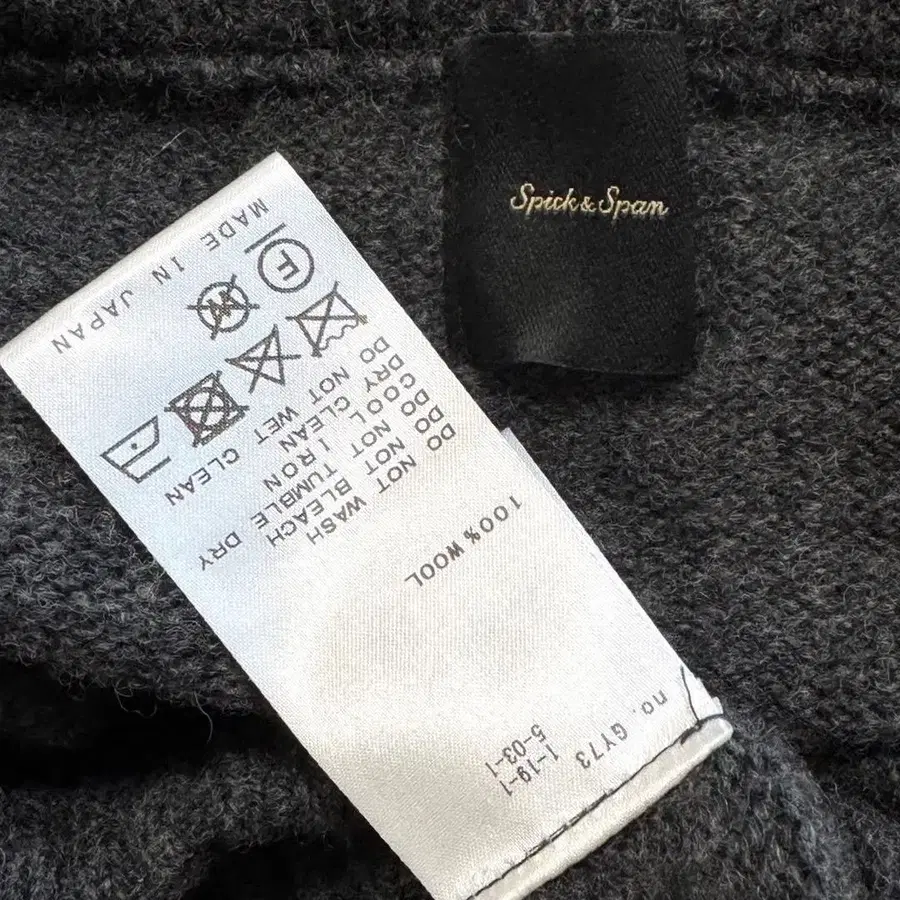 Spick & Span
no. GY73
1-19-1
5-03-1
100% WOOL
DO NOT WASH
DO NOT BLEACH
DO NOT TUMBLE DRY
COOL IRON
DRY CLEAN
DO NOT WET CLEAN
F
W
MADE IN JAPAN